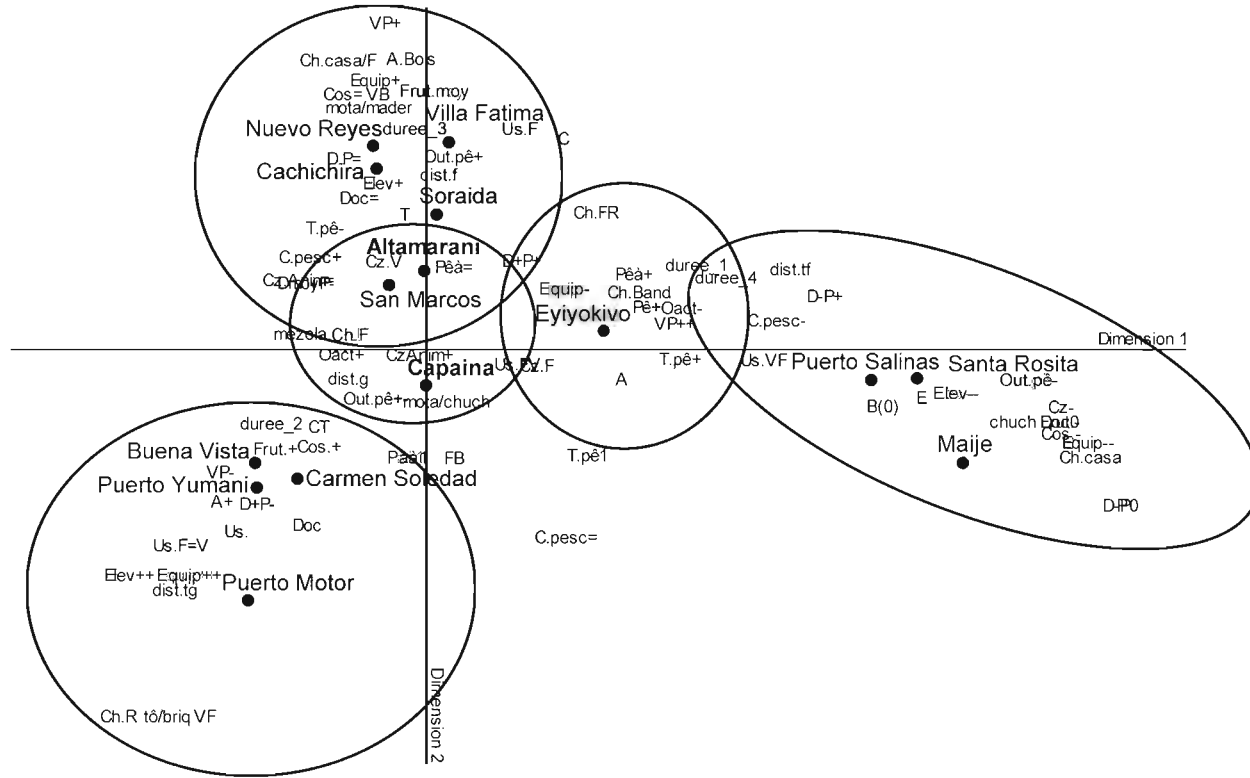 VP+
Ch.casa/F A.Bois
Equip+
Cos= VB
mota/mader
Villa Fatima
Nuevo Reyes
duree_3
Us.F
C
D-P=
Out.pê+
Cachichira
dist.f
Elev+
Doc=
Soraida
T
Ch.FR
T.pê-
Altamarani
C.pesc+
Cz.V
Pêà=
D+P+
duree_1
dist.tf
Pêà+
duree_4
San Marcos
Equip-
Ch.Band
D-P+
Eyiyokivo
Pê+
Oact-
VP++
C.pesc-
mezcla Ch./F
Dimension 1
Oact+
CzAnim+
Capaina
Cz.F
T.pê+
Us.VF
Puerto Salinas
Santa Rosita
dist.g
A
Out.pê-
Out.pê+-
mota/chuch
B(0)
E
Elev--
Cz-
chuch
duree_2
CT
Equip--
Buena Vista
Frut.+
Cos.+
FB
T.pê1
Maije
Ch.casa
VP-
Puerto Yumani
Carmen Soledad
A+
D+P-
Us.
Doc
C.pesc=
Us.F=V
Elev++
Puerto Motor
dist.tg
Dimension 2
Ch.R tô/briq VF